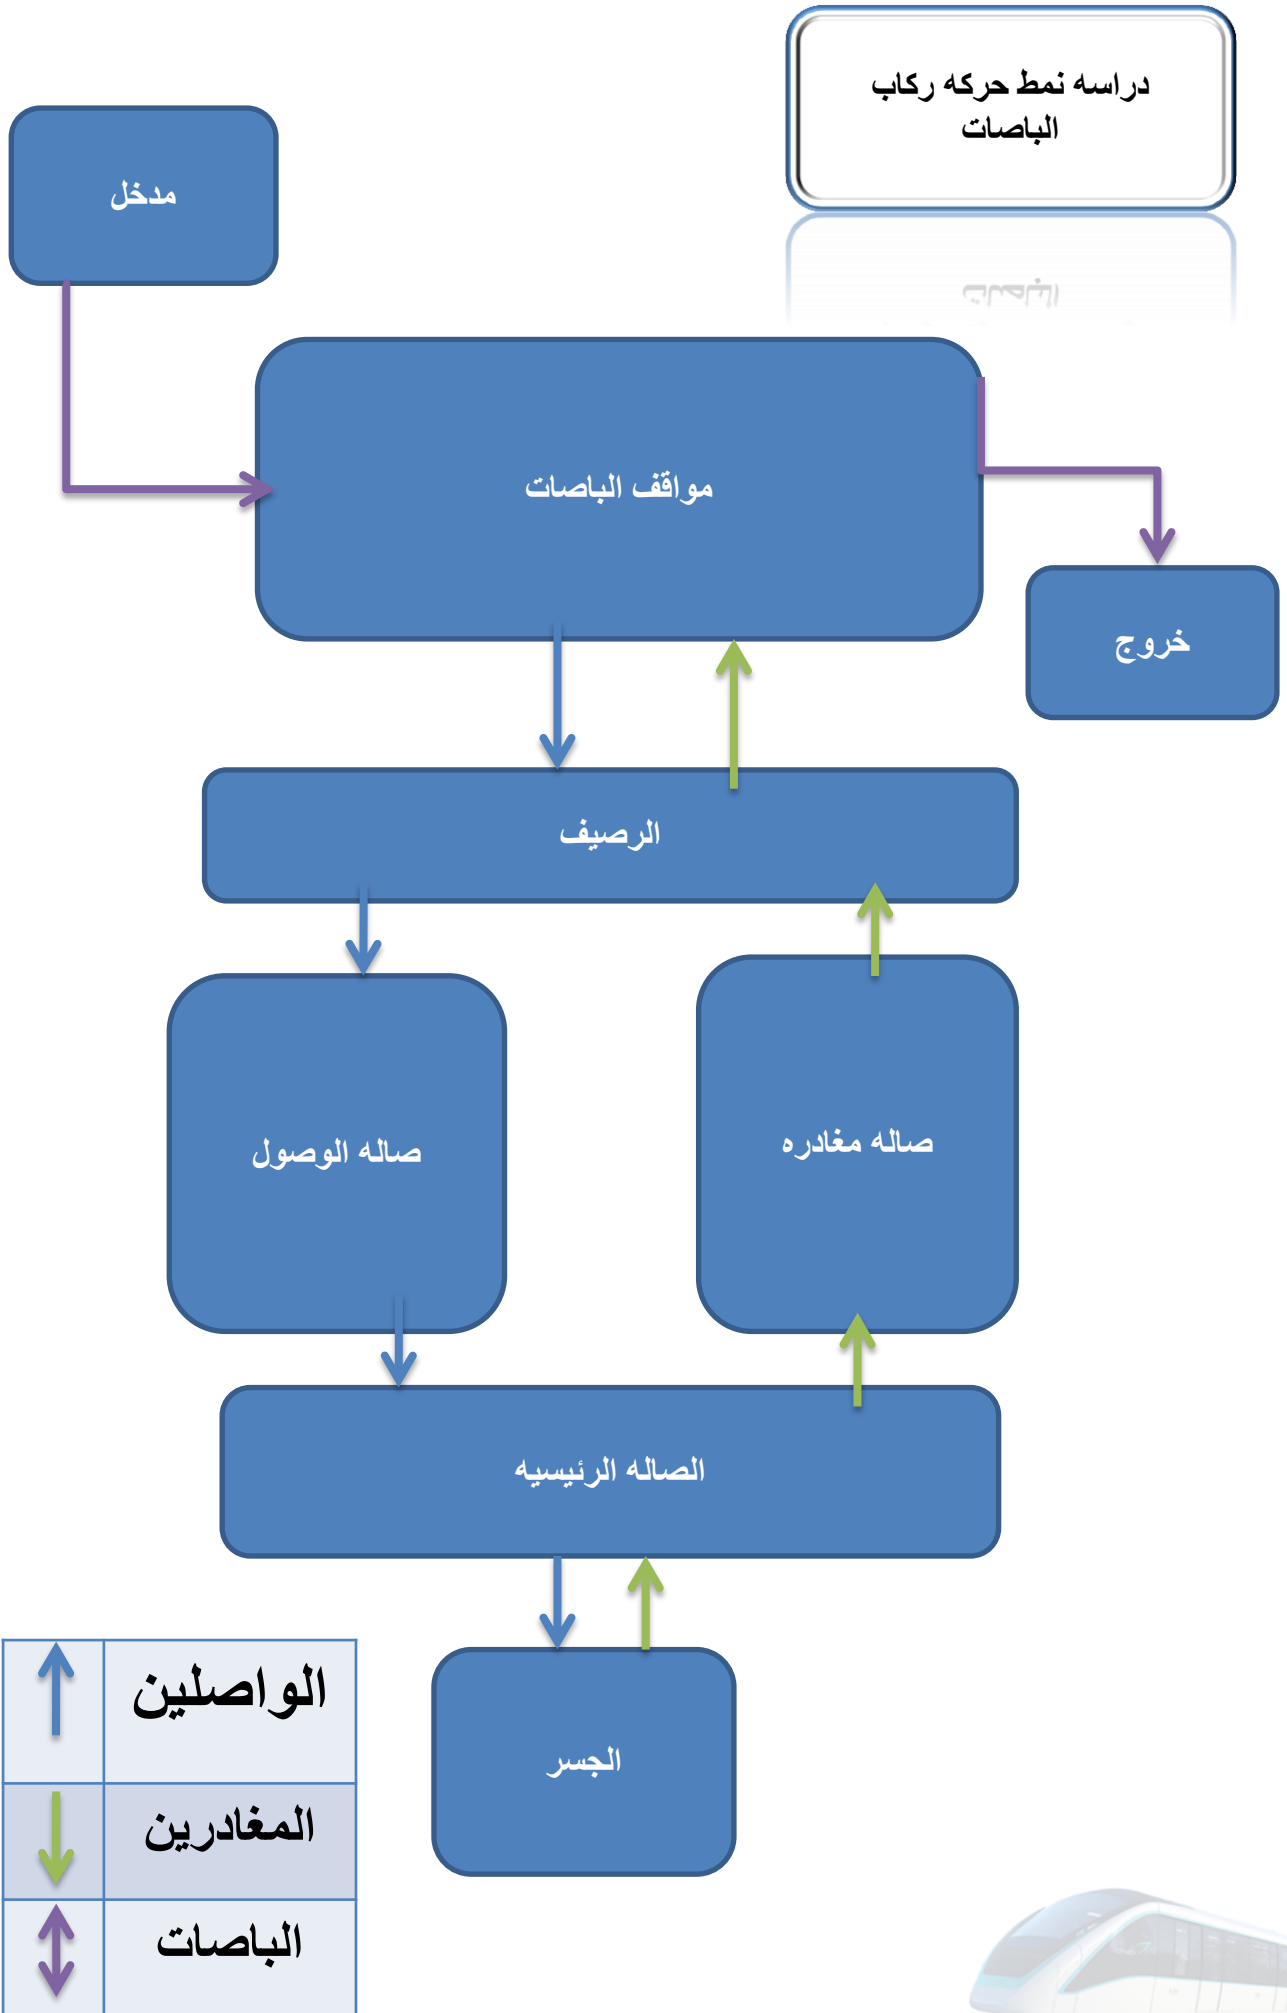 دراسه نمط حركه ركاب
الباصات
مدخل
مواقف الباصات
خروج
الرصيف
صاله مغادره
صاله الوصول
الصاله الرئيسيه
الجسر
الواصلين
المغادرين
الباصات